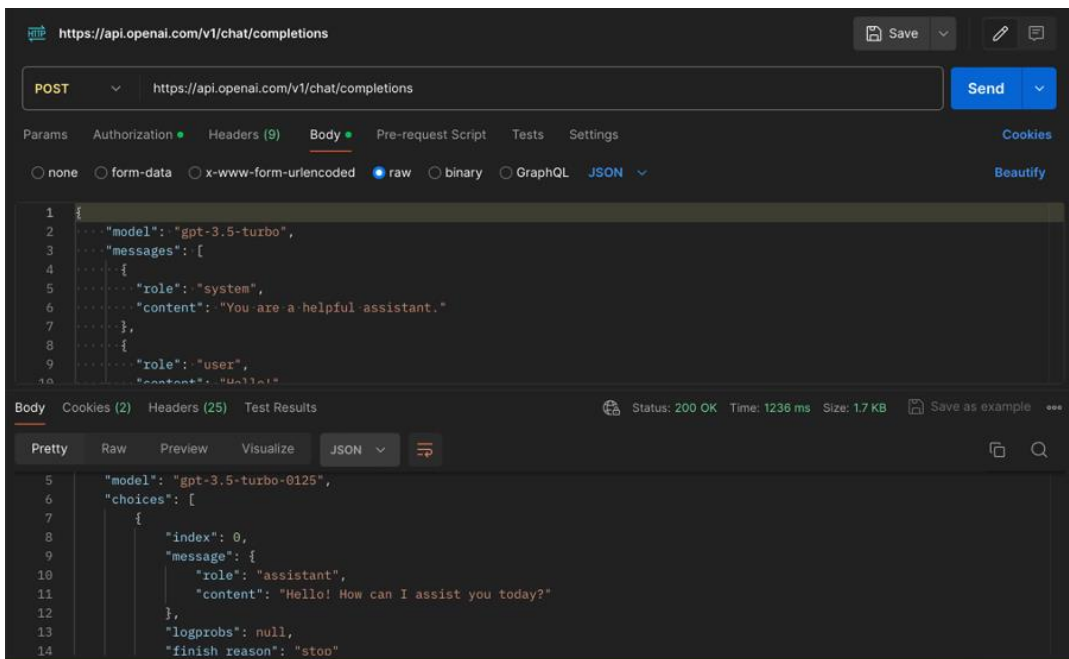 HTTP https://api.openai.com/v1/chat/completions Save
POST https://api.openai.com/v1/chat/completions Send
Params Authorization Headers (9) Body Pre-request Script Tests Settings Cookies
none form-data x-www-form-urlencoded raw binary GraphQL JSON Beautify
1 {
2 "model": "gpt-3.5-turbo",
3 "messages": [
4 {
5 "role": "system",
6 "content": "You are a helpful assistant."
7 },
8 {
9 "role": "user",
10 "content": "Hello!"
Body Cookies (2) Headers (25) Test Results Status: 200 OK Time: 1236 ms Size: 1.7 KB Save as example
Pretty Raw Preview Visualize JSON
5 "model": "gpt-3.5-turbo-0125",
6 "choices": [
7 {
8 "index": 0,
9 "message": {
10 "role": "assistant",
11 "content": "Hello! How can I assist you today?"
12 },
13 "logprobs": null,
14 "finish_reason": "stop"